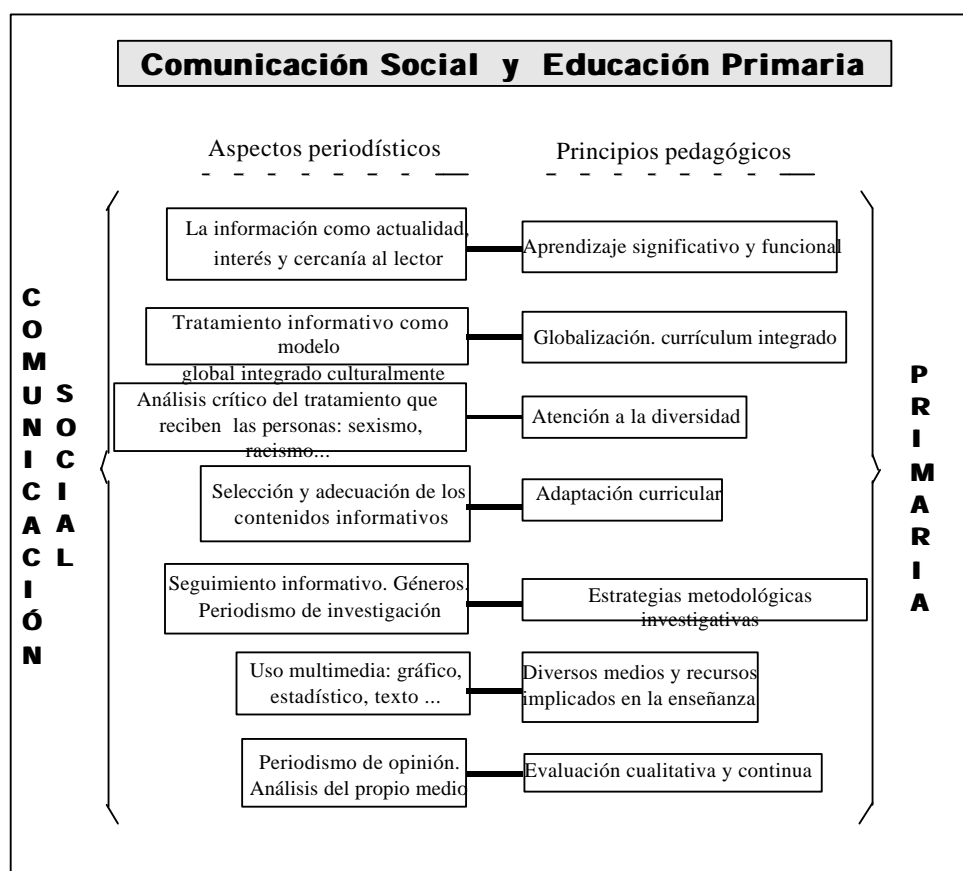 Comunicación Social y Educación Primaria
Aspectos periodísticos
Principios pedagógicos
COMUNICACIÓN
SOCIAL
La información como actualidad,
interés y cercanía al lector
Aprendizaje significativo y funcional
Tratamiento informativo como
modelo
global integrado culturalmente
Globalización. currículum integrado
Análisis crítico del tratamiento que
reciben las personas: sexismo,
racismo...
Atención a la diversidad
Selección y adecuación de los
contenidos informativos
Adaptación curricular
Seguimiento informativo. Géneros.
Periodismo de investigación
Estrategias metodológicas
investigativas
Uso multimedia: gráfico,
estadístico, texto ...
Diversos medios y recursos
implicados en la enseñanza
Periodismo de opinión.
Análisis del propio medio
Evaluación cualitativa y continua
PRIMARIA